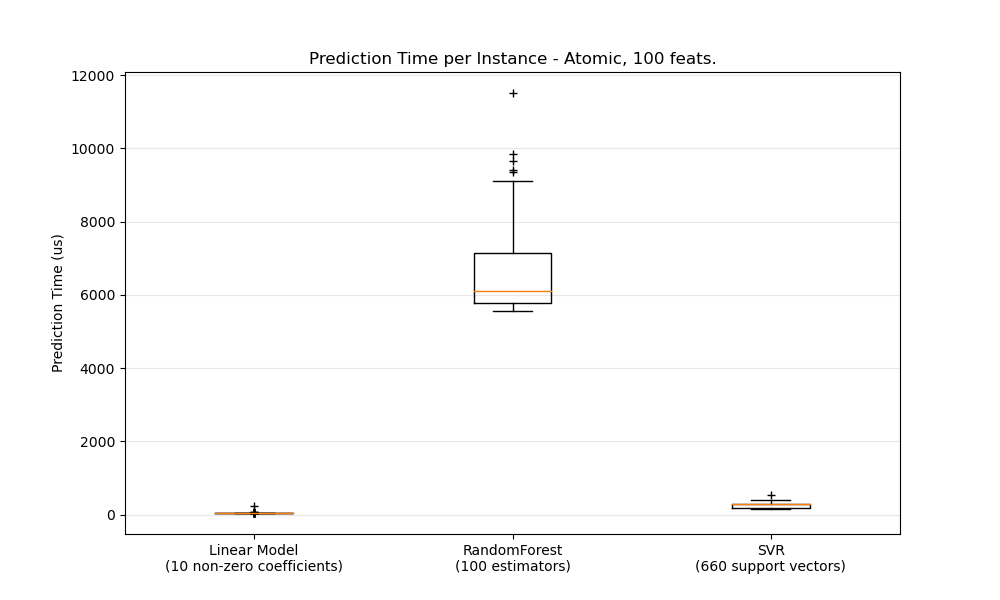 Prediction Time per Instance - Atomic, 100 feats.
12000
10000
8000
6000
4000
2000
0
Prediction Time (us)
Linear Model
(10 non-zero coefficients)
RandomForest
(100 estimators)
SVR
(660 support vectors)